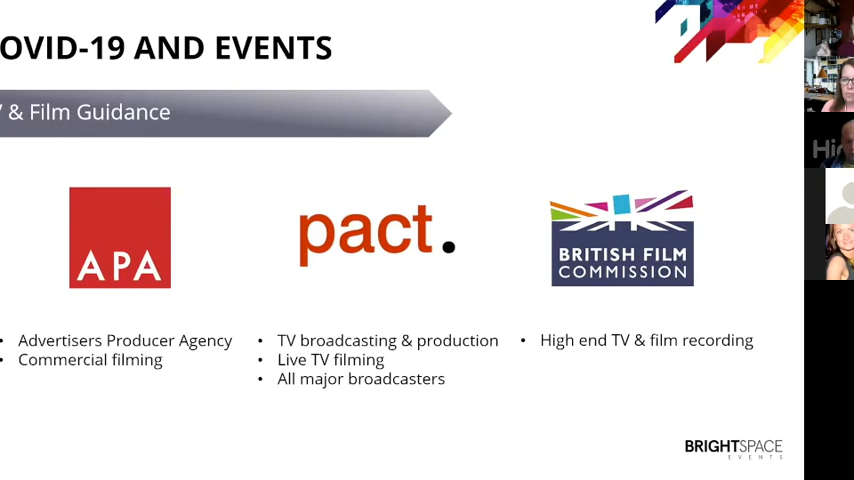 OVID-19 AND EVENTS
& Film Guidance
APA
pact.
BRITISH FILM
COMMISSION
• Advertisers Producer Agency
• Commercial filming
• TV broadcasting & production
• Live TV filming
• All major broadcasters
• High end TV & film recording
BRIGHTSPACE
EVENTS